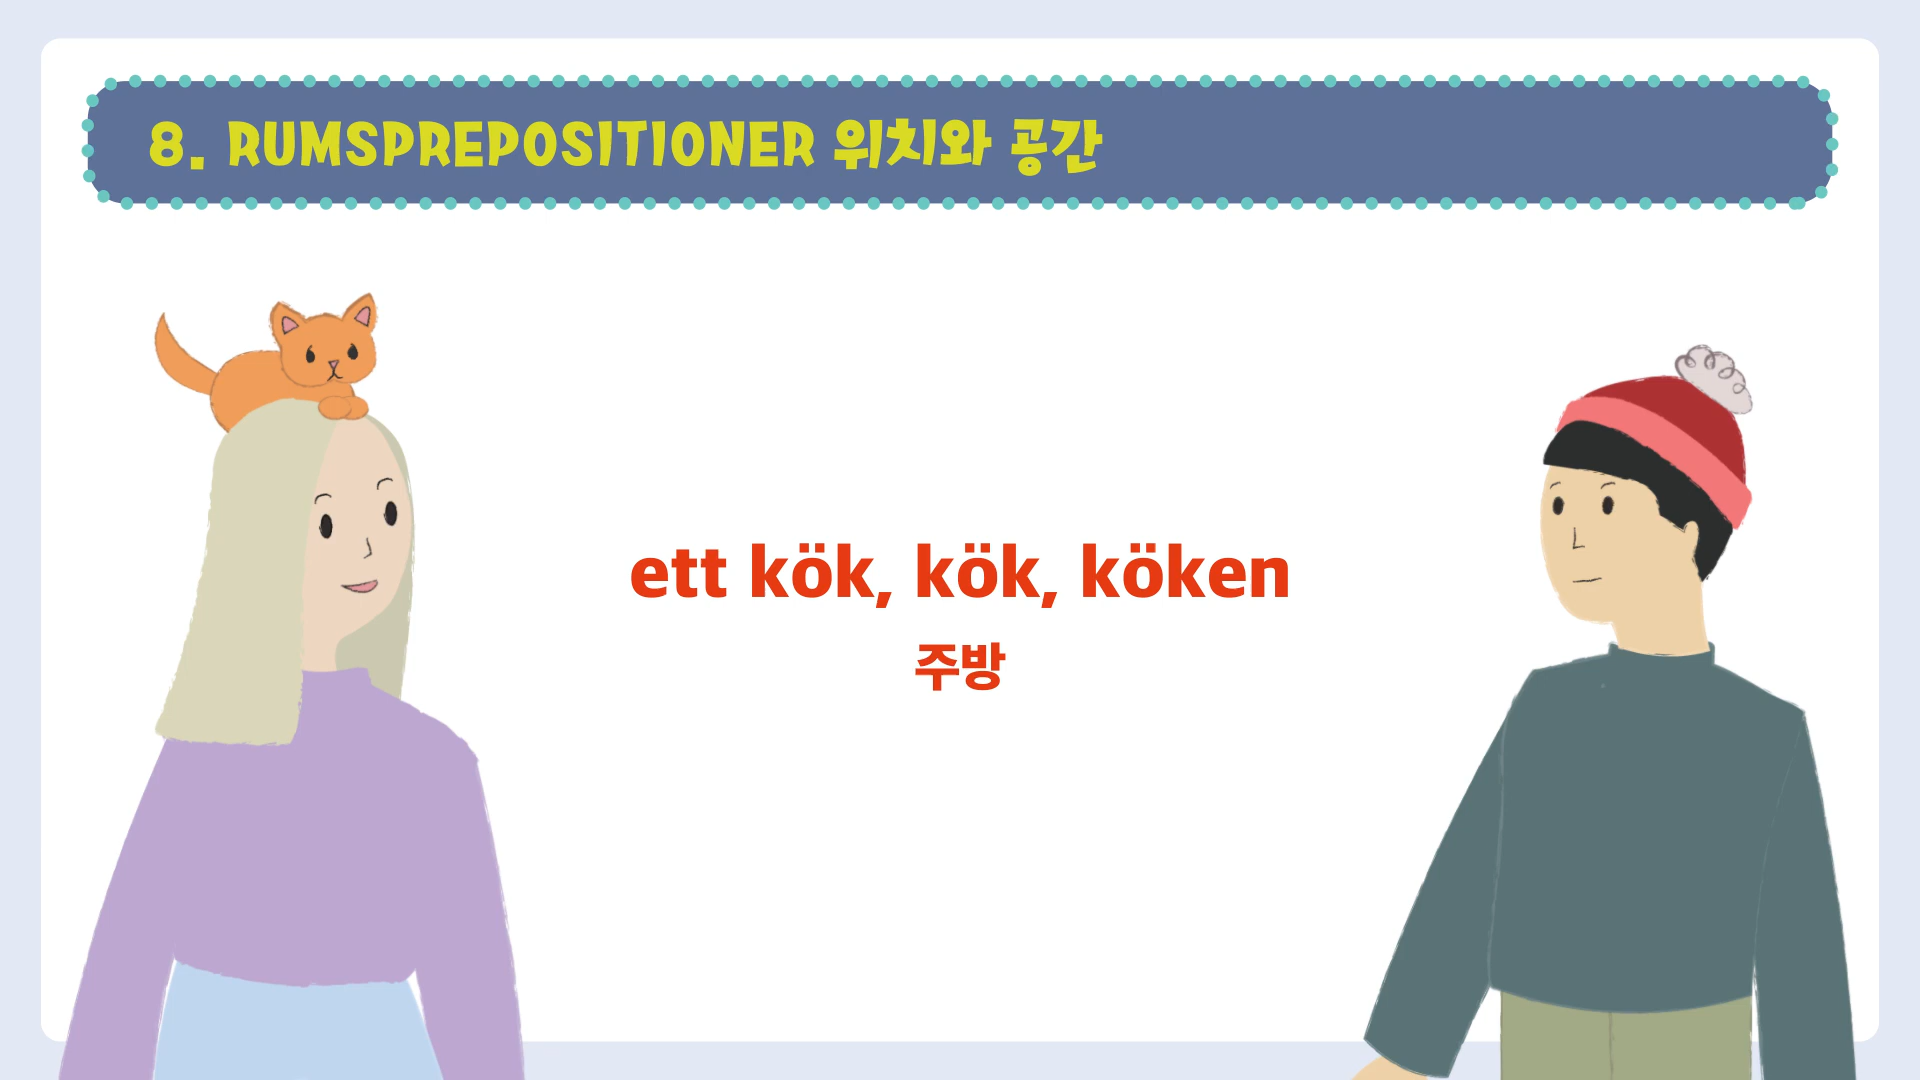 8. RUMSPREPOSITIONER 위치와 공간
ett kök, kök, köken
주방